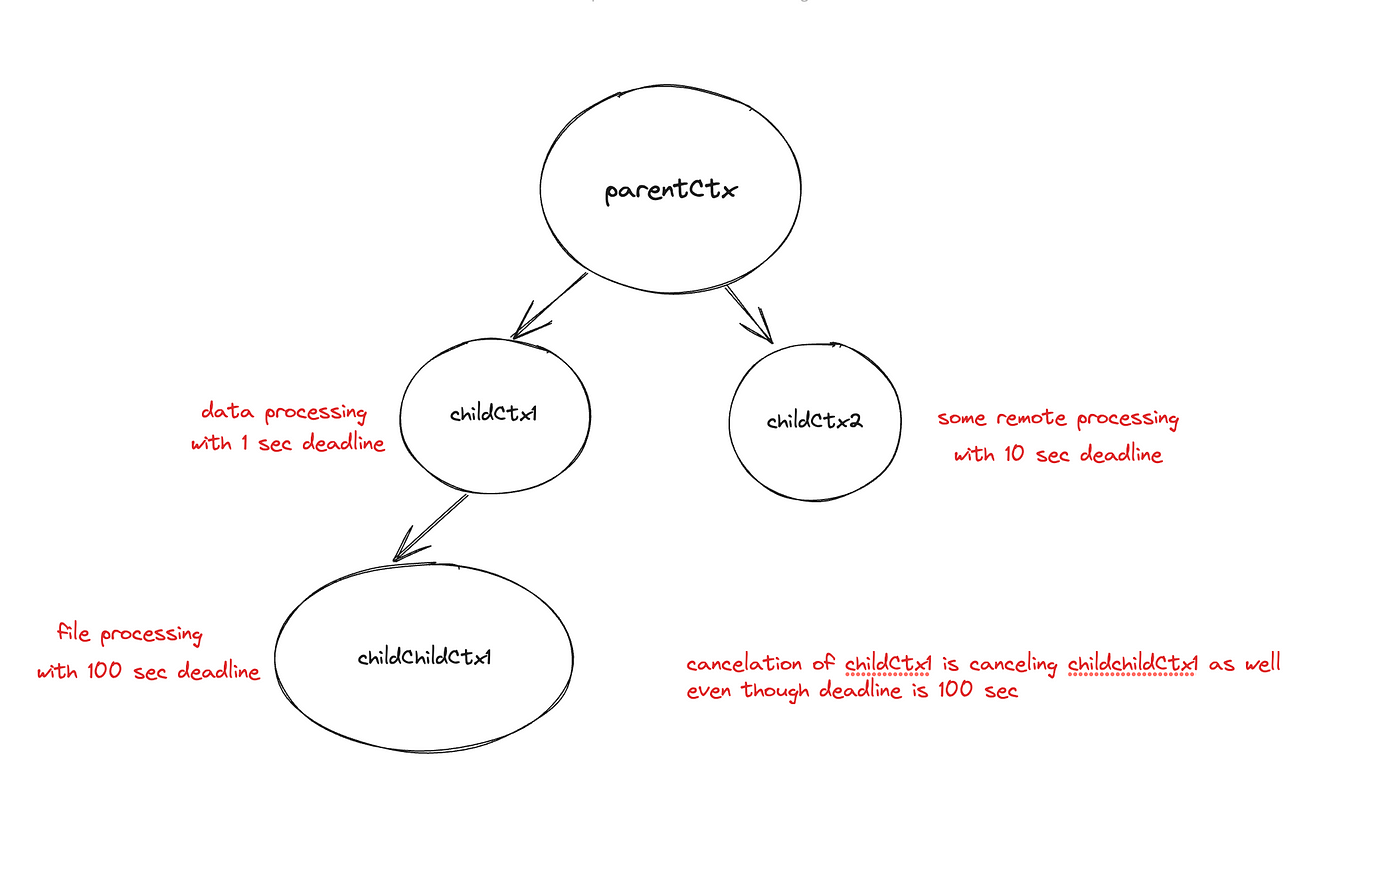 parentCtx
childCtx1
data processing
with 1 sec deadline
childCtx2
some remote processing
with 10 sec deadline
childChildCtx1
file processing
with 100 sec deadline
cancelation of childCtx1 is canceling childchildCtx1 as well
even though deadline is 100 sec